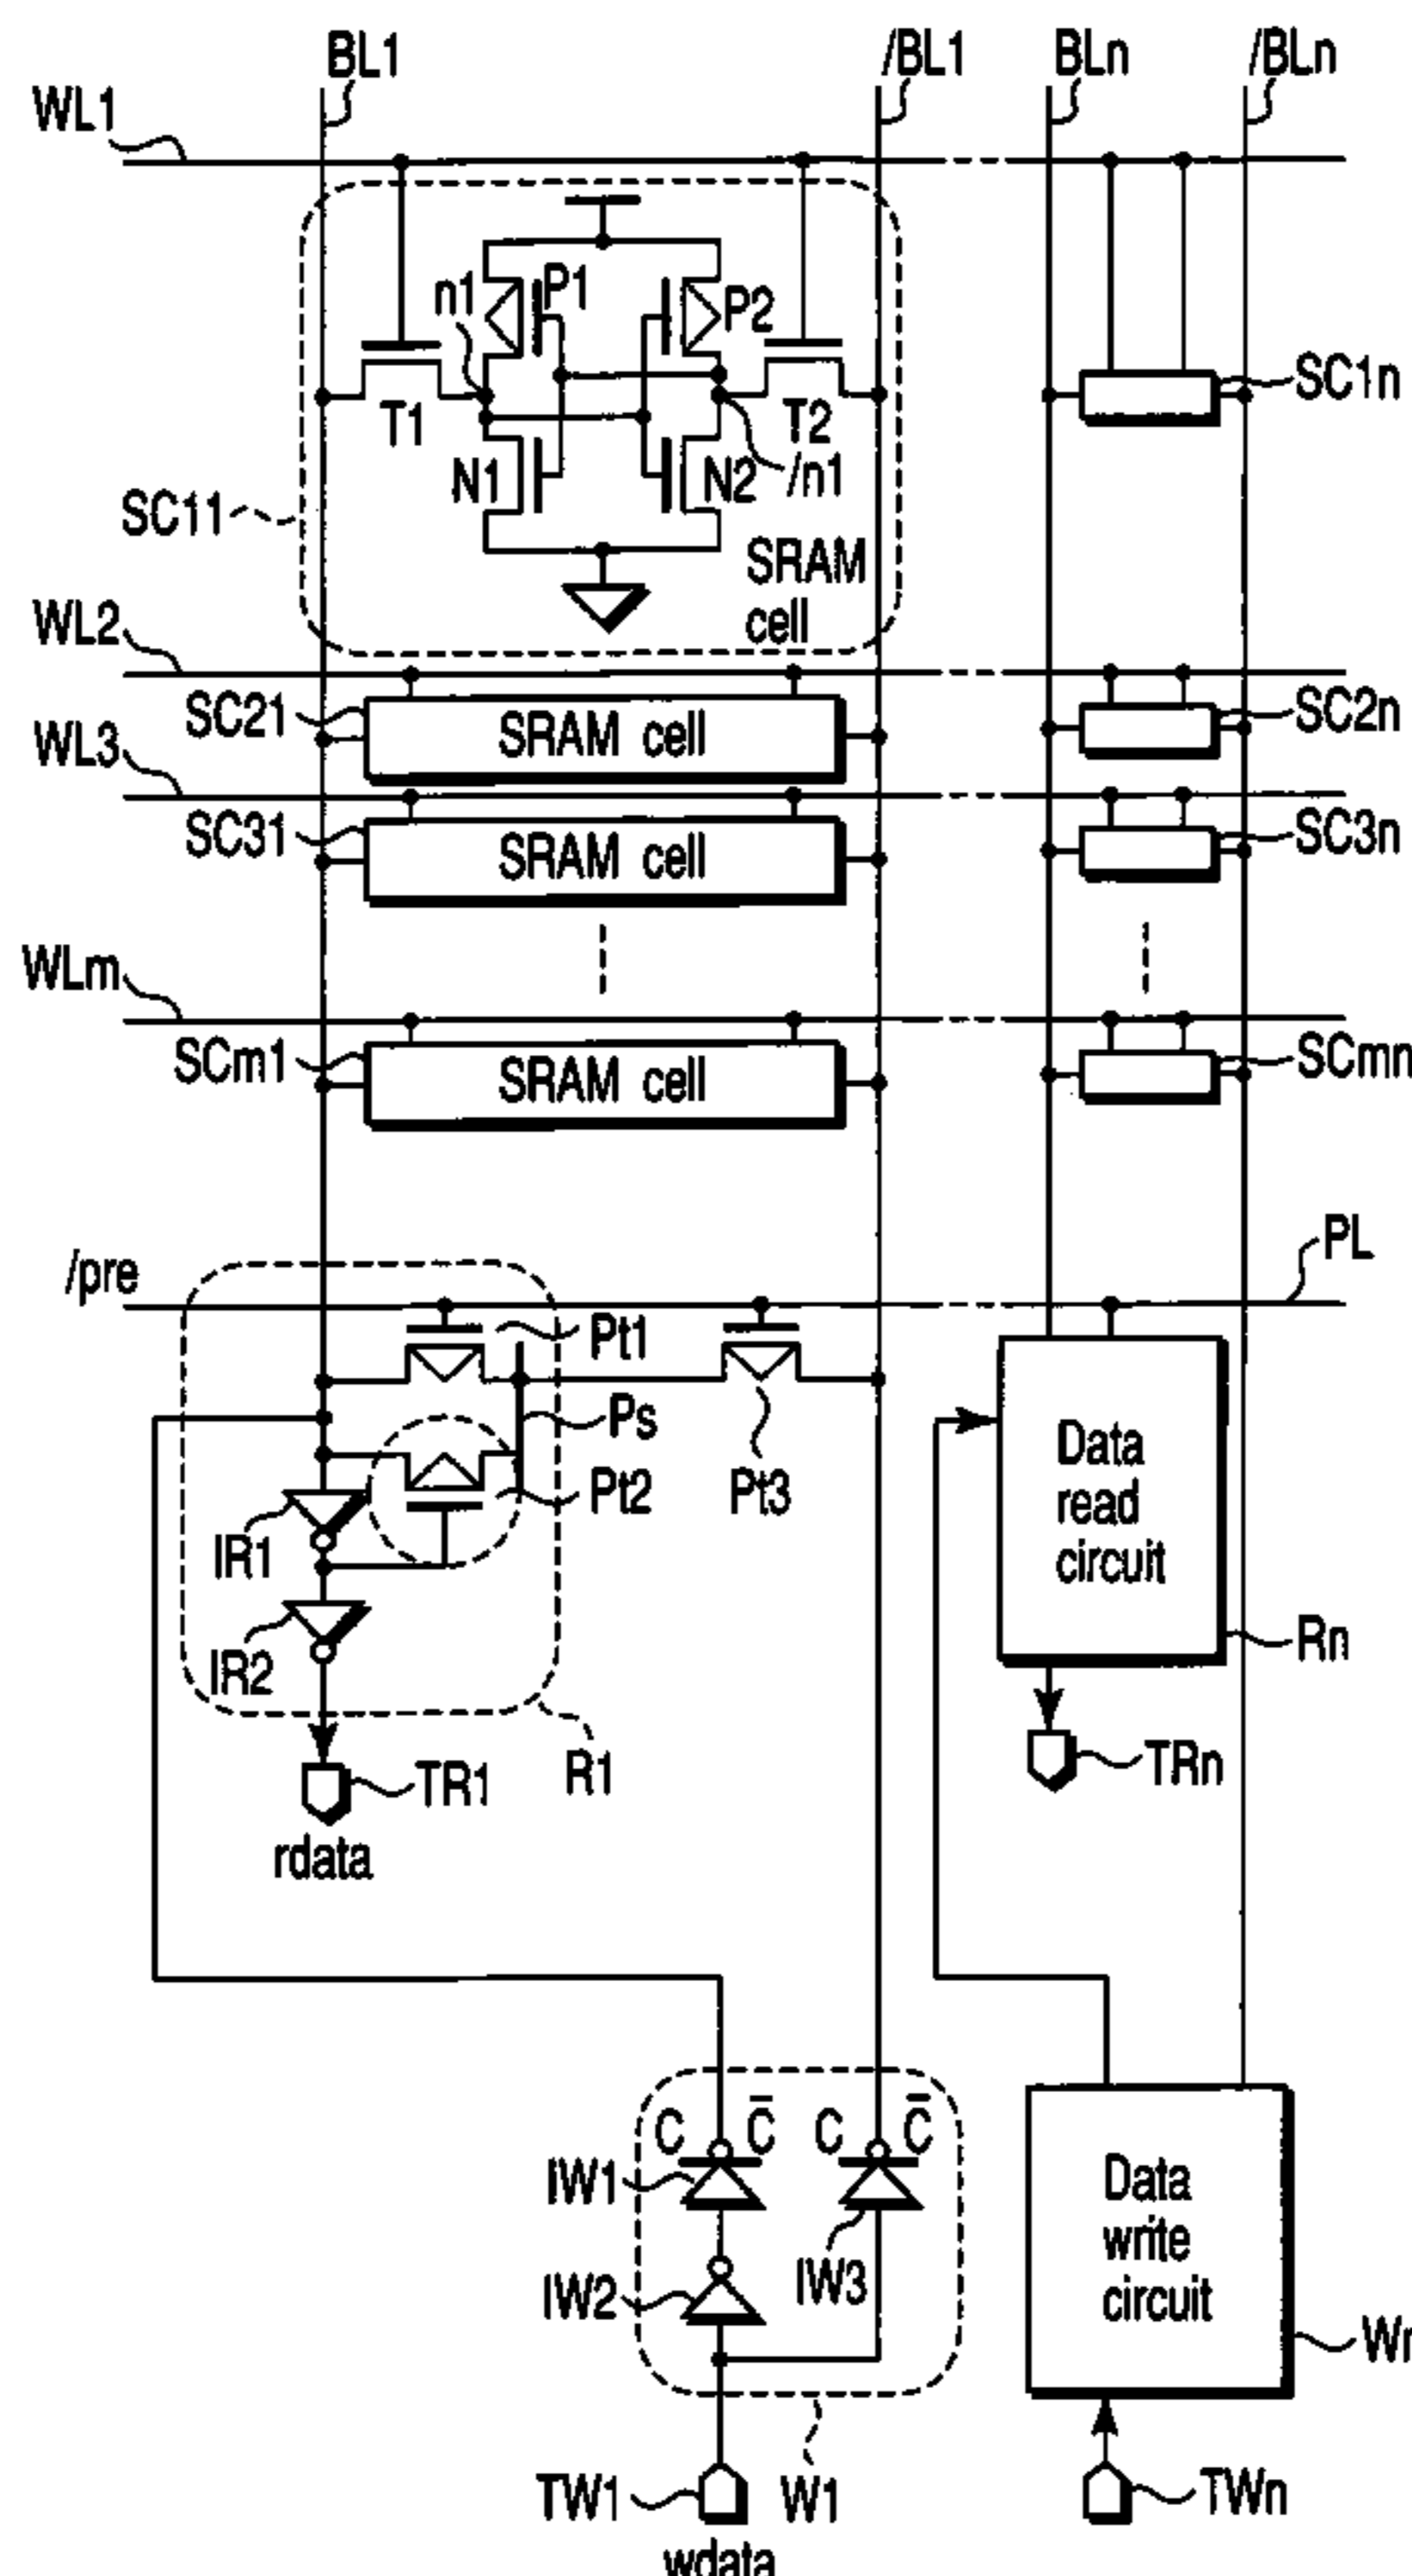 BL1
/BL1
BLn
/BLn
WL1
n1
P1
P2
T1
T2
SC1n
N1
N2
/n1
SC11
SRAM
cell
WL2
SC21
SRAM cell
SC2n
WL3
SC31
SRAM cell
SC3n
WLm
SCm1
SRAM cell
SCmn
/pre
PL
Pt1
Ps
Pt2
Pt3
Data
read
circuit
IR1
IR2
Rn
R1
TR1
TRn
rdata
C C̅ C C̅
IW1
IW2
IW3
Data
write
circuit
TW1
W1
TWn
wdata